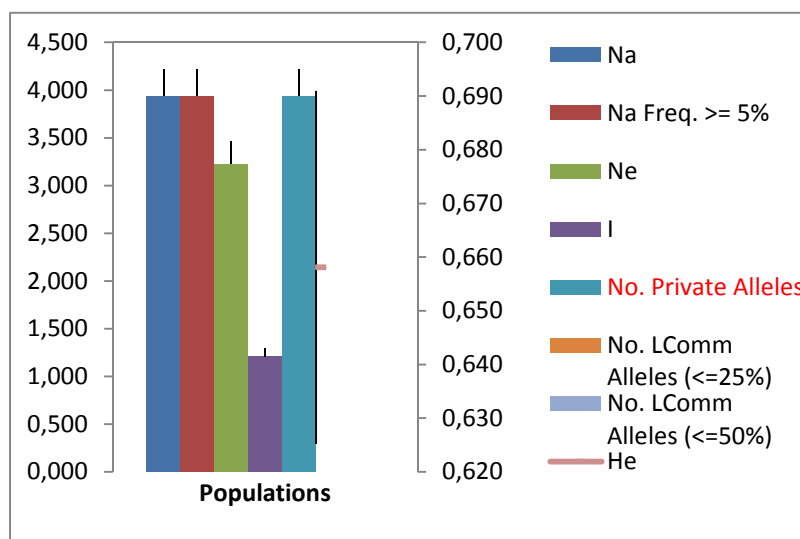 4,500
4,000
3,500
3,000
2,500
2,000
1,500
1,000
0,500
0,000
Populations
0,700
0,690
0,680
0,670
0,660
0,650
0,640
0,630
0,620
Na
Na Freq. >= 5%
Ne
I
No. Private Alleles
No. LComm
Alleles (<=25%)
No. LComm
Alleles (<=50%)
He